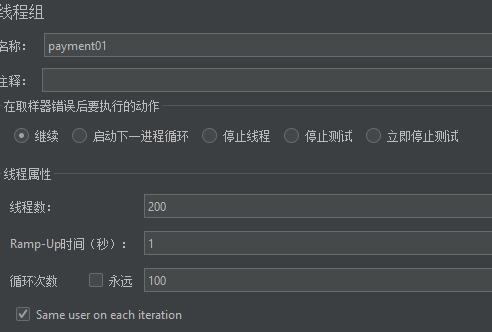 线程组
名称： payment01
注释：
在取样器错误后要执行的动作
继续 启动下一进程循环 停止线程 停止测试 立即停止测试
线程属性
线程数： 200
Ramp-Up时间（秒）： 1
循环次数 永远 100
Same user on each iteration